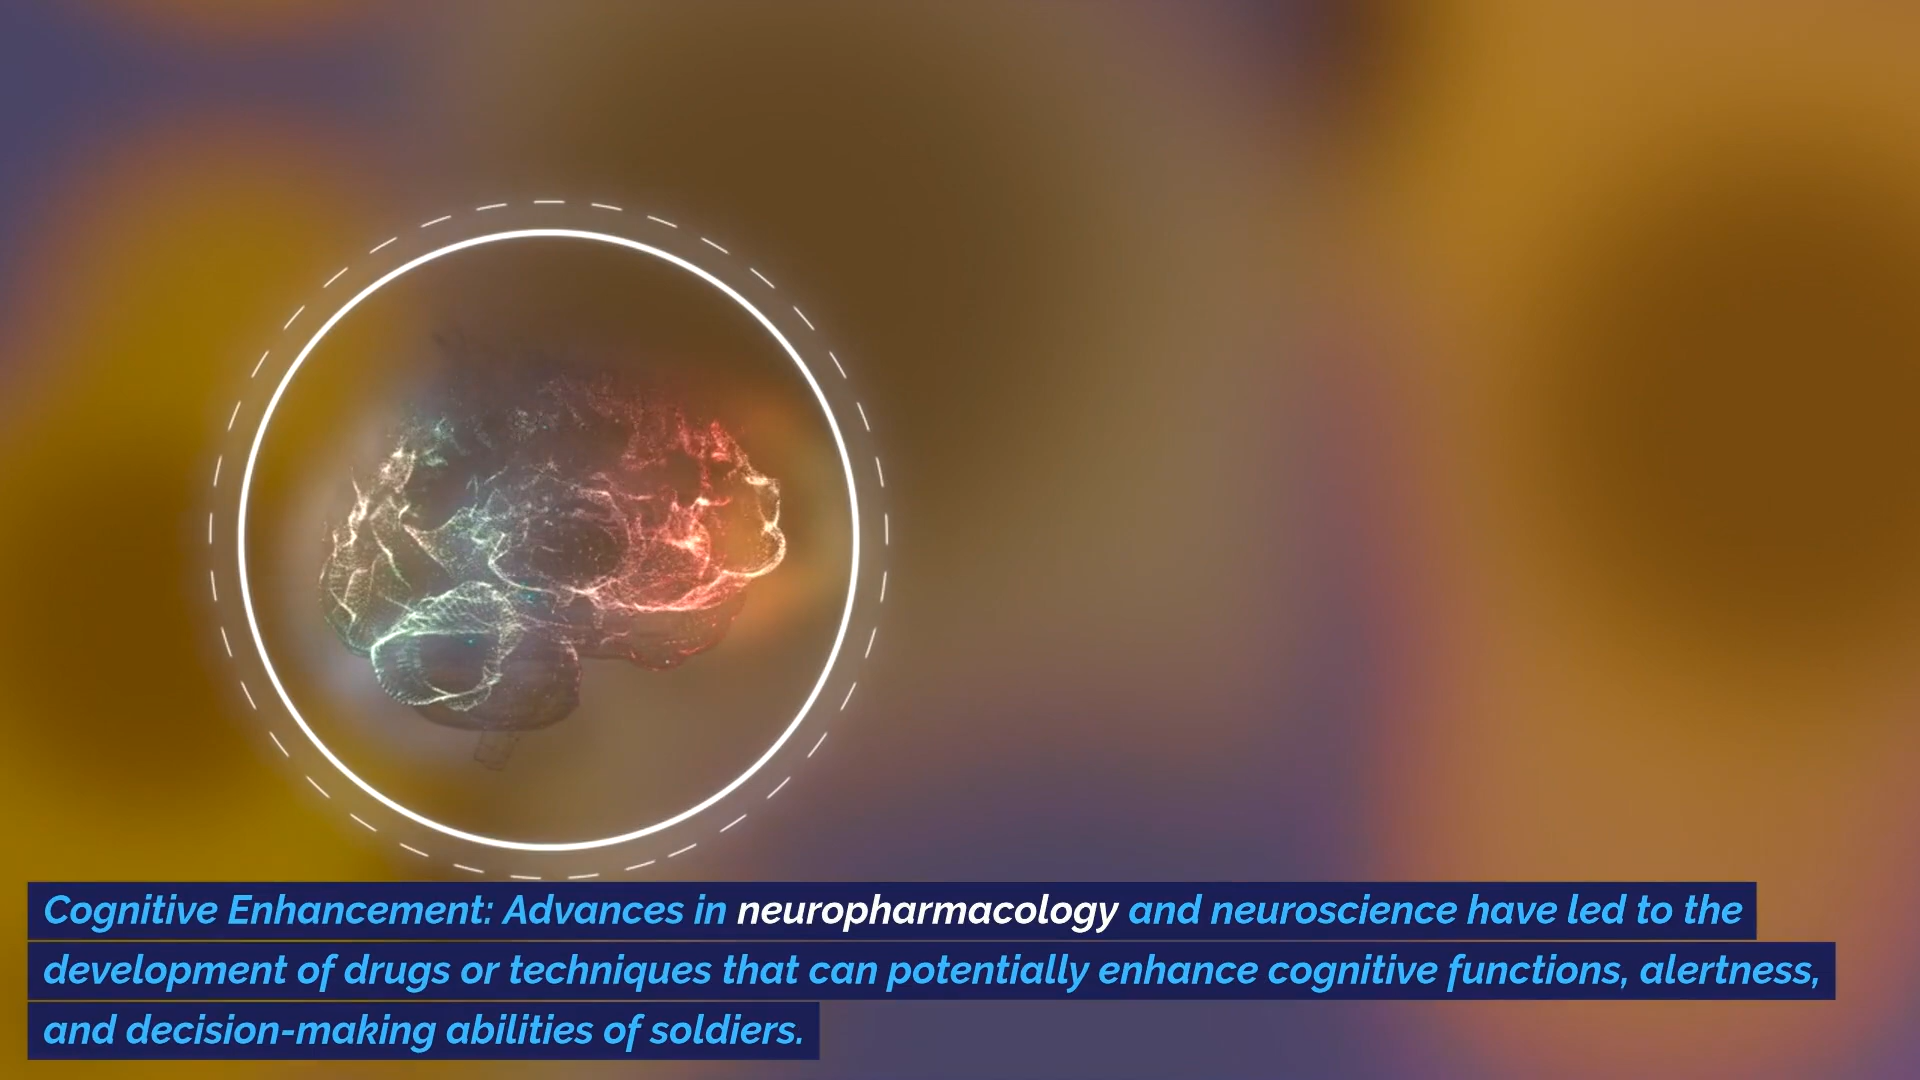 Cognitive Enhancement: Advances in neuropharmacology and neuroscience have led to the
development of drugs or techniques that can potentially enhance cognitive functions, alertness,
and decision-making abilities of soldiers.